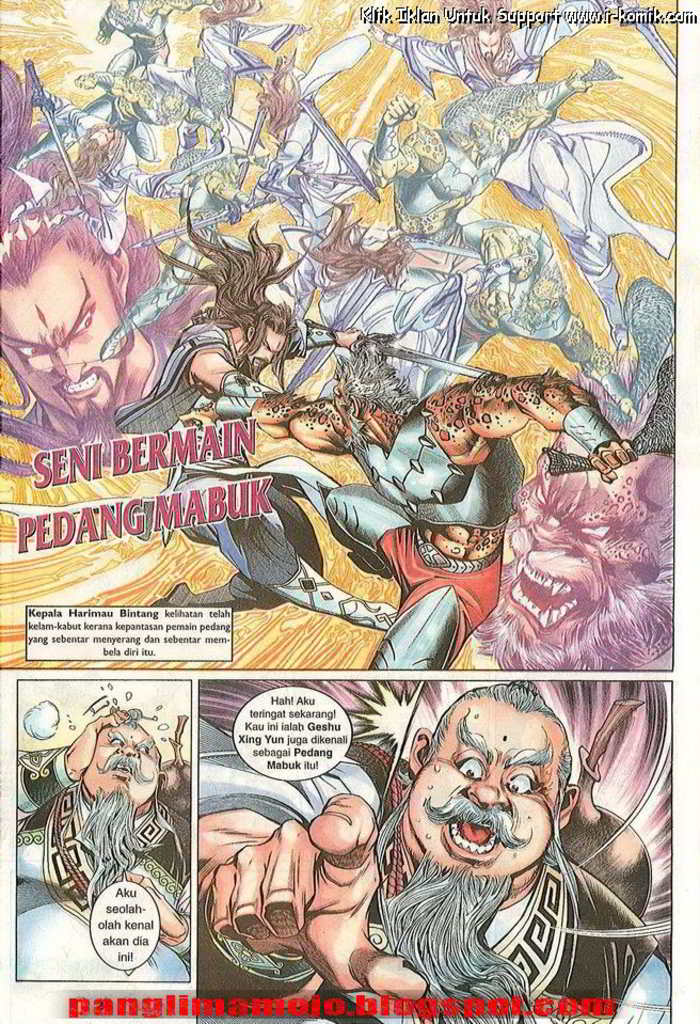 Klik Iklan Untuk Support www.i-komik.com
SENI BERMAIN
PEDANG MABUK
Kepala Harimau Bintang kelihatan telah
kelam-kabut kerana kepantasan pemain pedang
yang sebentar menyerang dan sebentar mem-
bela diri itu.
Aku
seolah-
olah kenal
akan dia
ini!
Hah! Aku
teringat sekarang!
Kau ini ialah Geshu
Xing Yun juga dikenali
sebagai Pedang
Mabuk itu!
panglimamojo.blogspot.com